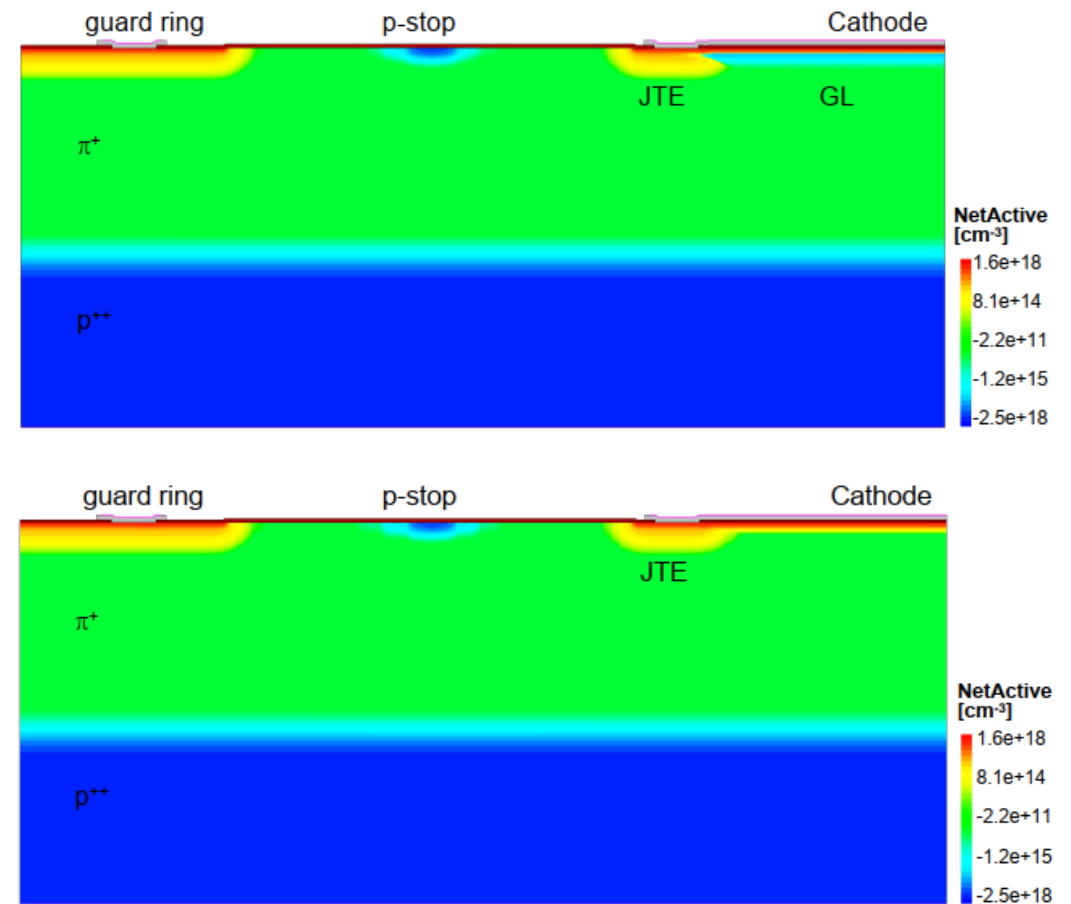 guard ring p-stop Cathode
JTE GL
π⁺
p⁺⁺
NetActive
[cm⁻³]
1.6e+18
8.1e+14
-2.2e+11
-1.2e+15
-2.5e+18
guard ring p-stop Cathode
JTE
π⁺
p⁺⁺
NetActive
[cm⁻³]
1.6e+18
8.1e+14
-2.2e+11
-1.2e+15
-2.5e+18